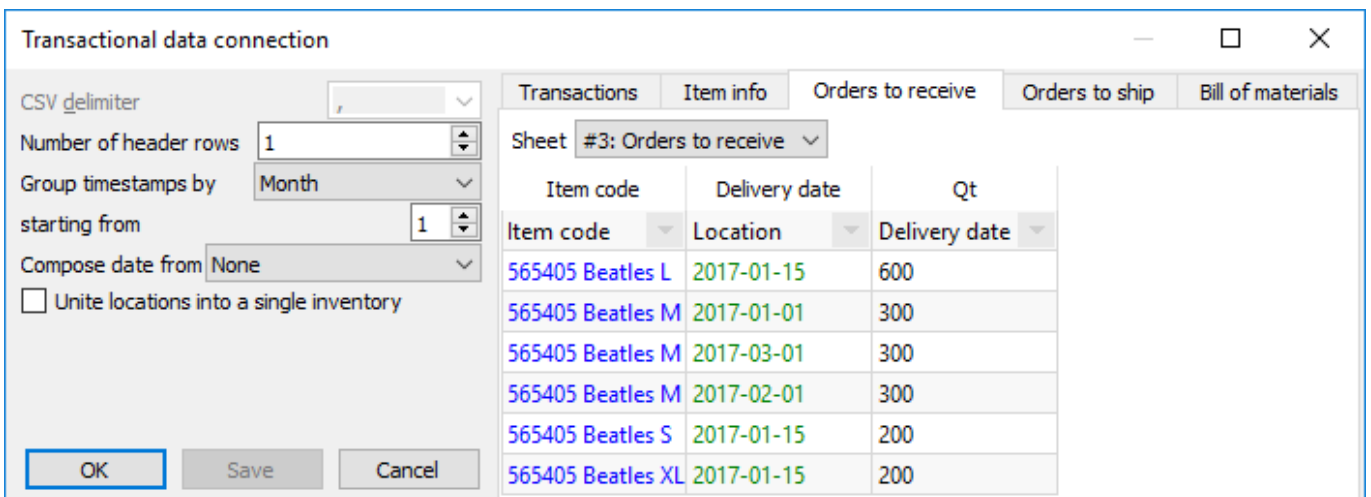 Transactional data connection
CSV delimiter ,
Number of header rows 1
Group timestamps by Month
starting from 1
Compose date from None
Unite locations into a single inventory
OK Save Cancel
Transactions Item info Orders to receive Orders to ship Bill of materials
Sheet #3: Orders to receive
Item code Delivery date Qt
Item code Location Delivery date
565405 Beatles L 2017-01-15 600
565405 Beatles M 2017-01-01 300
565405 Beatles M 2017-03-01 300
565405 Beatles M 2017-02-01 300
565405 Beatles S 2017-01-15 200
565405 Beatles XL 2017-01-15 200